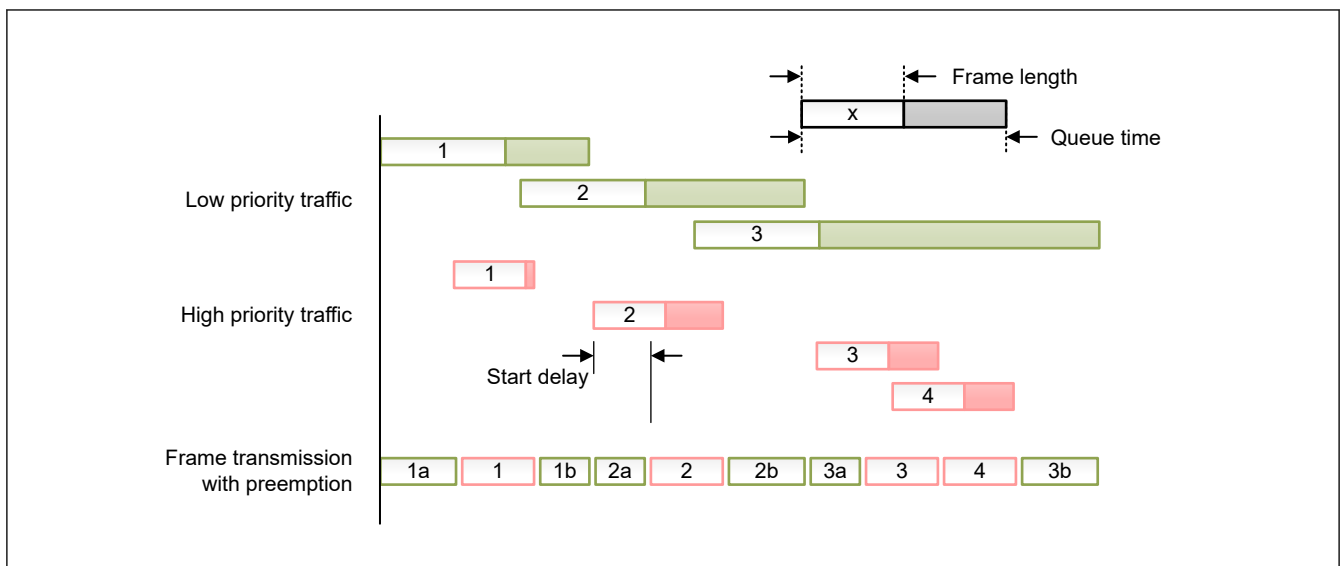 Frame length
x
Queue time
1
Low priority traffic
2
3
1
High priority traffic
2
3
Start delay
4
Frame transmission
with preemption
1a
1
1b
2a
2
2b
3a
3
4
3b